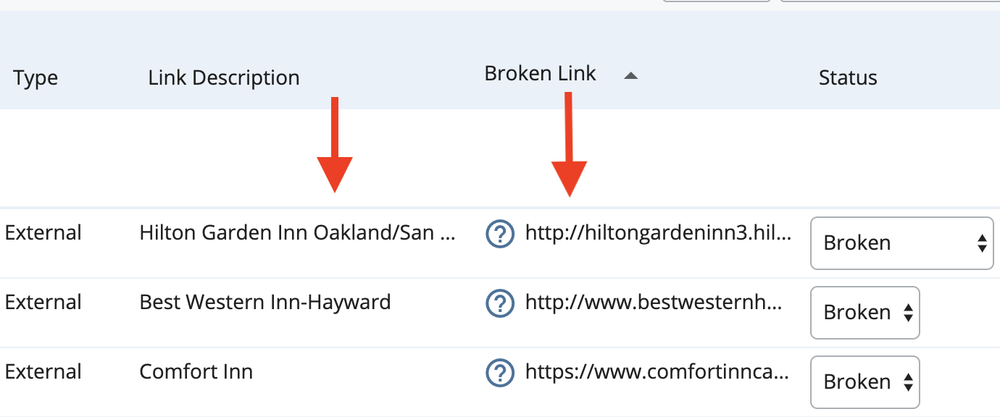 Type Link Description Broken Link Status
External Hilton Garden Inn Oakland/San ... http://hiltongardeninn3.hil... Broken
External Best Western Inn-Hayward http://www.bestwesternh... Broken
External Comfort Inn https://www.comfortinnca... Broken